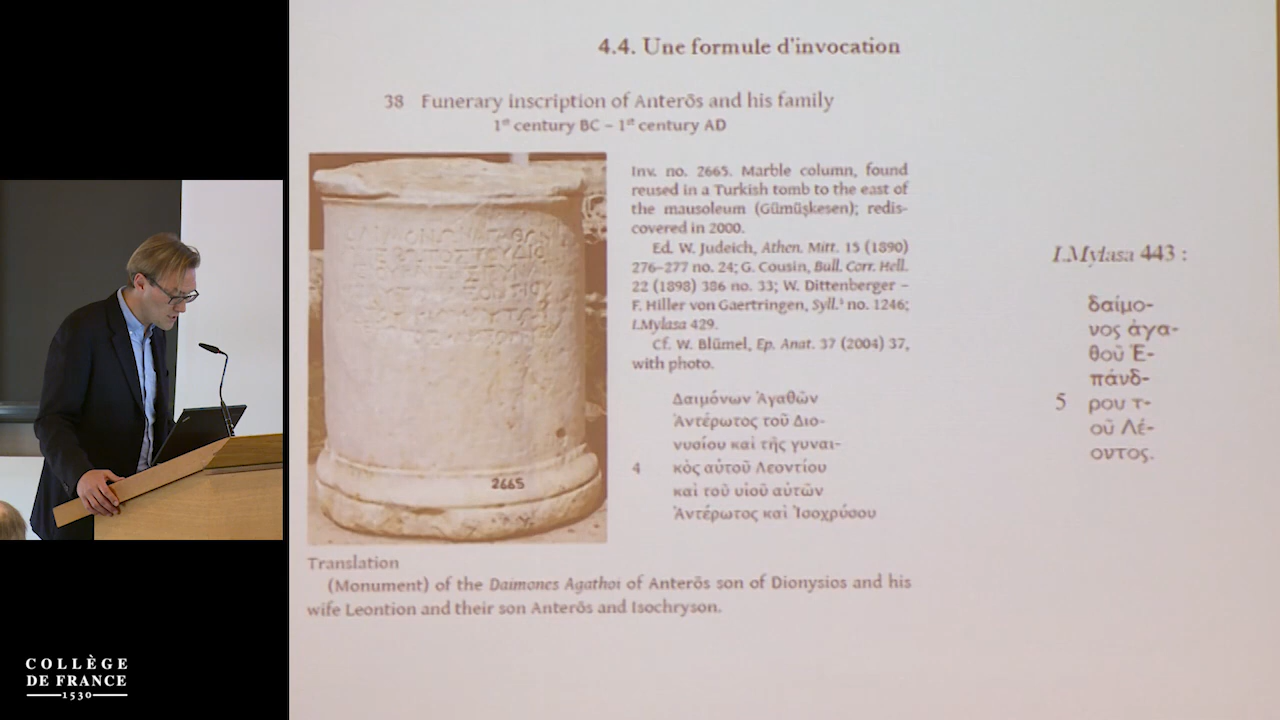 4.4. Une formule d'invocation
38 Funerary inscription of Anterōs and his family
1st century BC – 1st century AD
Inv. no. 2665. Marble column, found
reused in a Turkish tomb to the east of
the mausoleum (Gümüşkesen); redis-
covered in 2000.
Ed. W. Judeich, Athen. Mitt. 15 (1890)
276–277 no. 24; G. Cousin, Bull. Corr. Hell.
22 (1898) 386 no. 33; W. Dittenberger –
F. Hiller von Gaertringen, Syll.³ no. 1246;
I.Mylasa 429.
Cf. W. Blümel, Ep. Anat. 37 (2004) 37,
with photo.
Δαιμόνων Ἀγαθῶν
Ἀντέρωτος τοῦ Διο-
νυσίου καὶ τῆς γυναι-
4 κὸς αὐτοῦ Λεοντίου
καὶ τοῦ υἱοῦ αὐτῶν
Ἀντέρωτος καὶ Ἰσοχρύσου
2665
Translation
(Monument) of the Daimones Agathoi of Anterōs son of Dionysios and his
wife Leontion and their son Anterōs and Isochryson.
I.Mylasa 443 :
δαίμο-
νος ἀγα-
θοῦ Ἐ-
πάνδ-
5 ρου τ-
οῦ Λέ-
οντος.
COLLÈGE
DE FRANCE
1530